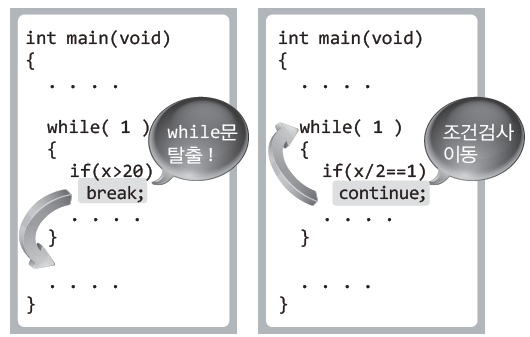 int main(void)
{
. . . .
while( 1 )
{
if(x>20)
break;
. . . .
}
. . . .
}
while문
탈출!
int main(void)
{
. . . .
while( 1 )
{
if(x/2==1)
continue;
. . . .
}
. . . .
}
조건검사
이동